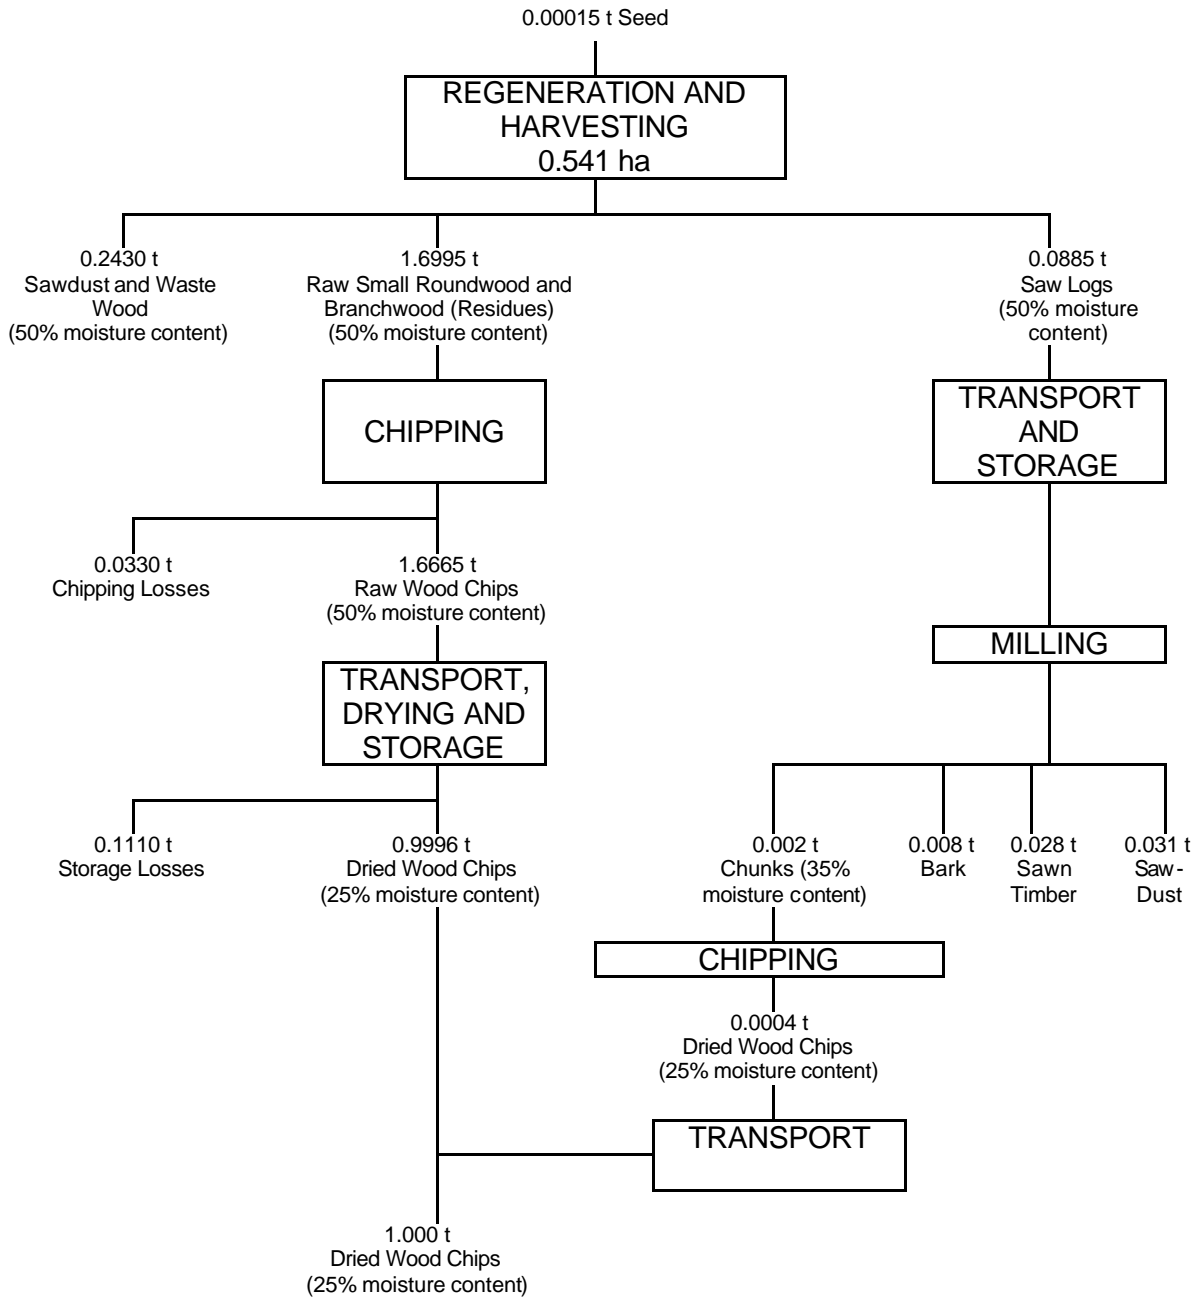 0.00015 t Seed
REGENERATION AND
HARVESTING
0.541 ha
0.2430 t
Sawdust and Waste
Wood
(50% moisture content)
1.6995 t
Raw Small Roundwood and
Branchwood (Residues)
(50% moisture content)
0.0885 t
Saw Logs
(50% moisture
content)
CHIPPING
TRANSPORT
AND
STORAGE
0.0330 t
Chipping Losses
1.6665 t
Raw Wood Chips
(50% moisture content)
MILLING
TRANSPORT,
DRYING AND
STORAGE
0.1110 t
Storage Losses
0.9996 t
Dried Wood Chips
(25% moisture content)
0.002 t
Chunks (35%
moisture content)
0.008 t
Bark
0.028 t
Sawn
Timber
0.031 t
Saw-
Dust
CHIPPING
0.0004 t
Dried Wood Chips
(25% moisture content)
TRANSPORT
1.000 t
Dried Wood Chips
(25% moisture content)